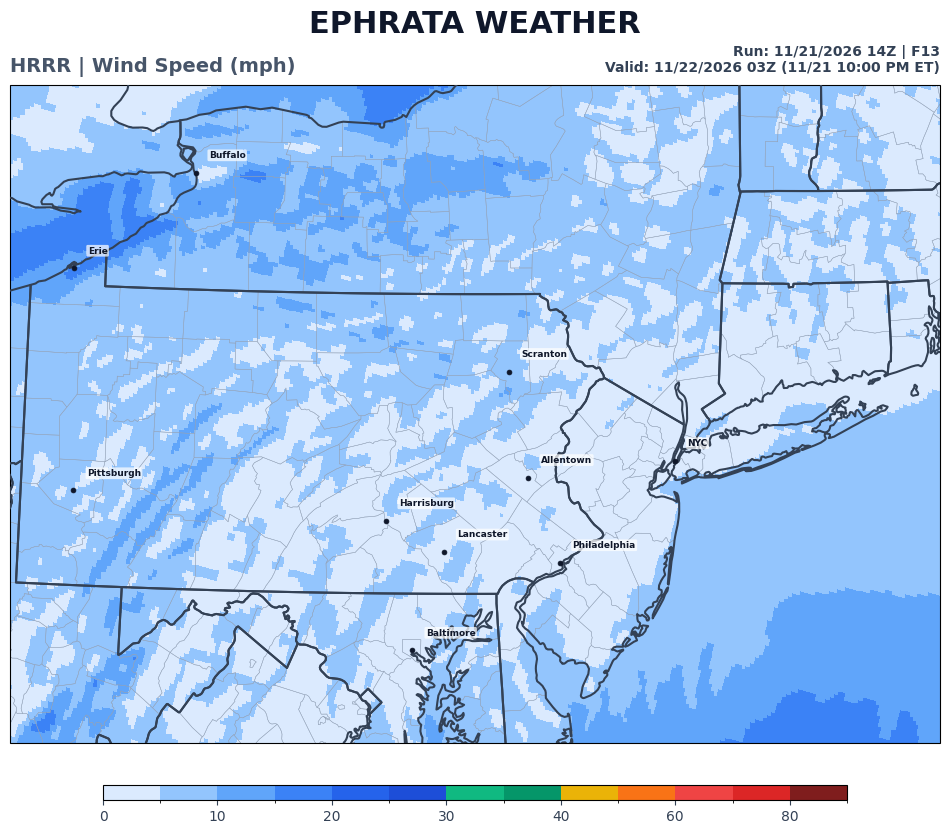 EPHRATA WEATHER
HRRR | Wind Speed (mph)
Run: 11/21/2026 14Z | F13
Valid: 11/22/2026 03Z (11/21 10:00 PM ET)
Buffalo
Erie
Scranton
NYC
Allentown
Pittsburgh
Harrisburg
Lancaster
Philadelphia
Baltimore
0 10 20 30 40 60 80